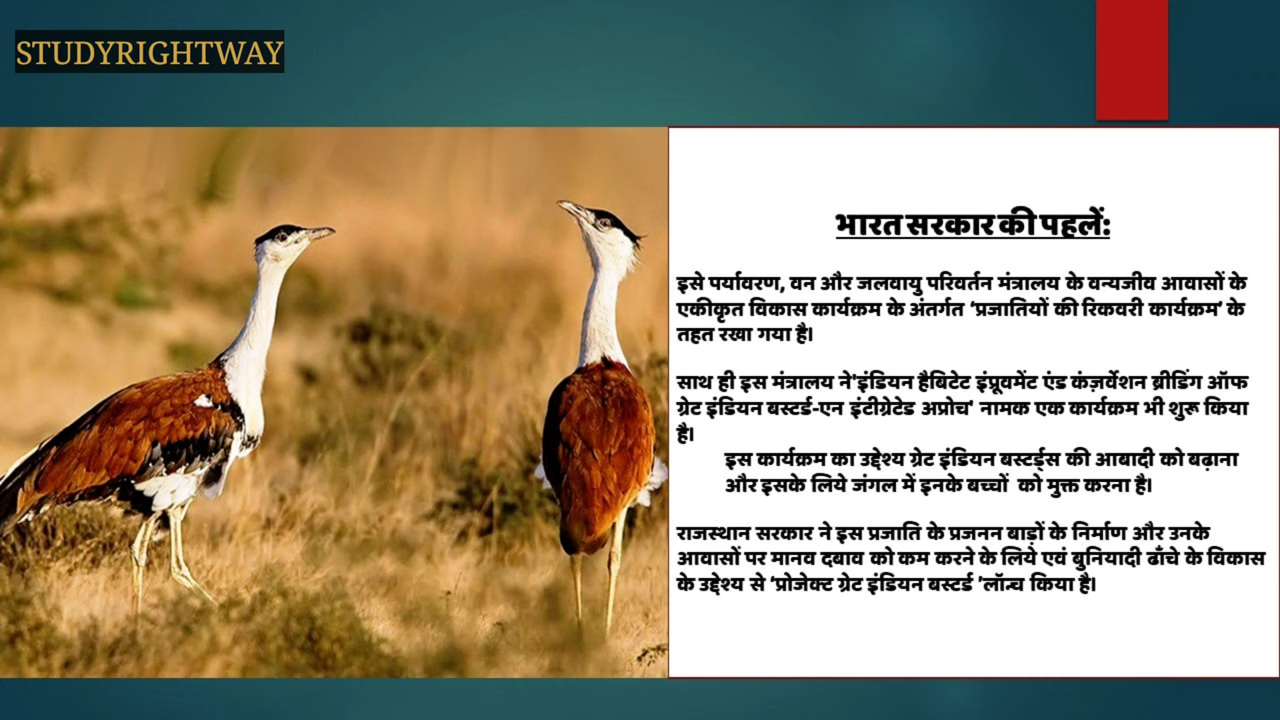 STUDYRIGHTWAY
भारत सरकार की पहलें:
इसे पर्यावरण, वन और जलवायु परिवर्तन मंत्रालय के वन्यजीव आवासों के
एकीकृत विकास कार्यक्रम के अंतर्गत ‘प्रजातियों की रिकवरी कार्यक्रम’ के
तहत रखा गया है।
साथ ही इस मंत्रालय ने'इंडियन हैबिटेट इंप्रूवमेंट एंड कंज़र्वेशन ब्रीडिंग ऑफ
ग्रेट इंडियन बस्टर्ड-एन इंटीग्रेटेड अप्रोच' नामक एक कार्यक्रम भी शुरू किया
है।
इस कार्यक्रम का उद्देश्य ग्रेट इंडियन बस्टर्ड्स की आबादी को बढ़ाना
और इसके लिये जंगल में इनके बच्चों को मुक्त करना है।
राजस्थान सरकार ने इस प्रजाति के प्रजनन बाड़ों के निर्माण और उनके
आवासों पर मानव दबाव को कम करने के लिये एवं बुनियादी ढाँचे के विकास
के उद्देश्य से ‘प्रोजेक्ट ग्रेट इंडियन बस्टर्ड ’लॉन्च किया है।